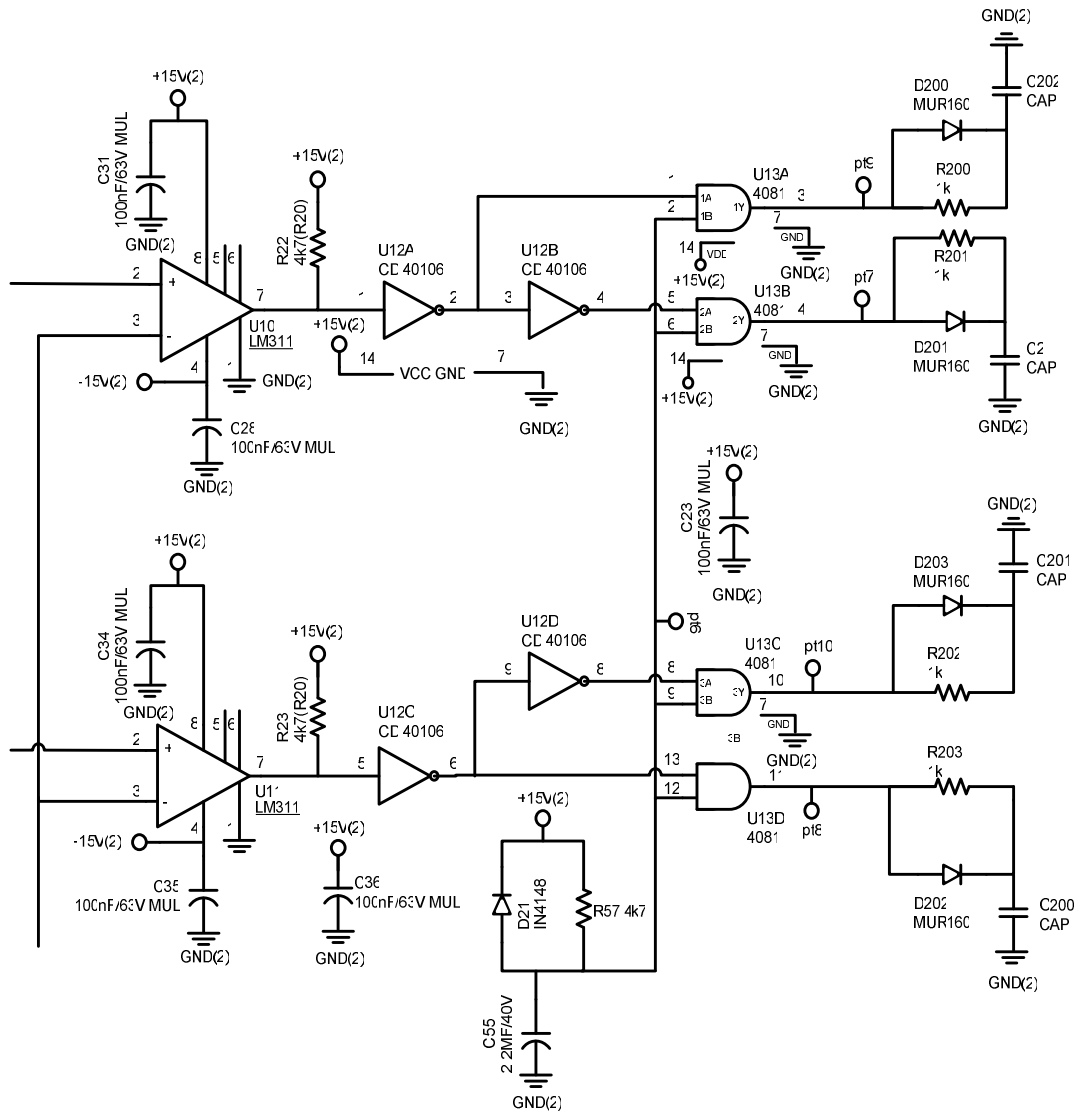 GND(2)
+15V(2)
D200
MUR160
C202
CAP
C31
100nF/63V MUL
+15V(2)
U13A
4081
pt9
R200
1k
1
2
1A
1B
1Y
3
7
GND
GND(2)
R22
4k7(R20)
U12A
CD 40106
U12B
CD 40106
GND(2)
14
VDD
+15V(2)
R201
1k
8
5
6
2
+
7
1
2
3
4
U13B
4081
pt7
5
6
2A
2B
2Y
4
3
-
U10
LM311
+15V(2)
14
VCC GND
7
7
GND
GND(2)
D201
MUR160
C2
CAP
-15V(2)
4
1
GND(2)
14
+15V(2)
GND(2)
GND(2)
C28
100nF/63V MUL
GND(2)
+15V(2)
C23
100nF/63V MUL
GND(2)
GND(2)
+15V(2)
D203
MUR160
C201
CAP
C34
100nF/63V MUL
+15V(2)
U12D
CD 40106
pt6
U13C
4081
pt10
R202
1k
9
8
8
9
3A
3B
3Y
10
7
GND
GND(2)
3B
R23
4k7(R20)
U12C
CD 40106
GND(2)
8
5
6
2
+
7
5
6
13
12
11
R203
1k
3
-
U11
LM311
U13D
4081
pt8
-15V(2)
4
1
+15V(2)
+15V(2)
C35
100nF/63V MUL
C36
100nF/63V MUL
D21
IN4148
R57 4k7
D202
MUR160
C200
CAP
GND(2)
GND(2)
GND(2)
C55
2 2MF/40V
GND(2)